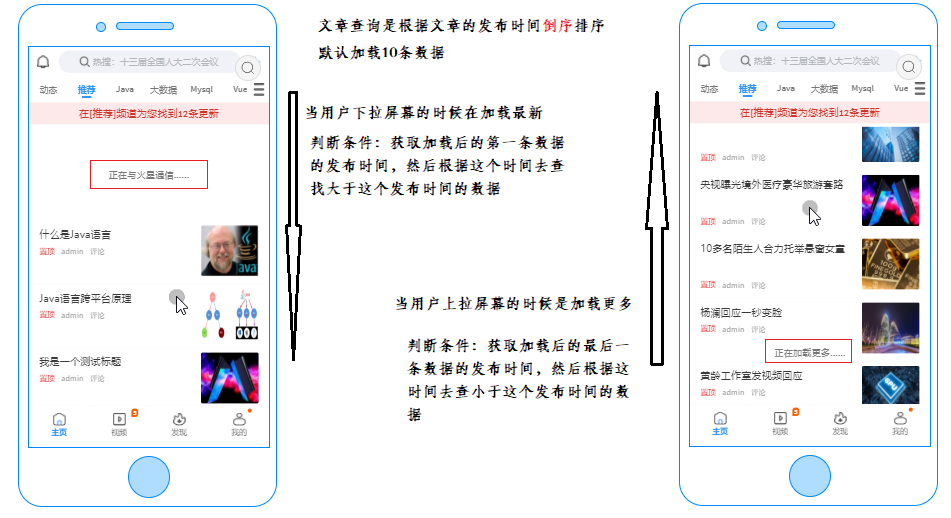 文章查询是根据文章的发布时间倒序排序
默认加载10条数据
热搜：十三届全国人大二次会议
动态 推荐 Java 大数据 Mysql Vue
在[推荐]频道为您找到12条更新
正在与火星通信......
什么是Java语言
置顶 admin 评论
Java
Java语言跨平台原理
置顶 admin 评论
我是一个测试标题
置顶 admin 评论
主页 视频 发现 我的
当用户下拉屏幕的时候在加载最新
判断条件：获取加载后的第一条数据
的发布时间，然后根据这个时间去查
找大于这个发布时间的数据
当用户上拉屏幕的时候是加载更多
判断条件：获取加载后的最后一
条数据的发布时间，然后根据这
时间去查小于这个发布时间的数
据
热搜：十三届全国人大二次会议
动态 推荐 Java 大数据 Mysql Vue
在[推荐]频道为您找到12条更新
置顶 admin 评论
央视曝光境外医疗豪华旅游套路
置顶 admin 评论
10多名陌生人合力托举悬窗女童
置顶 admin 评论
杨澜回应一秒变脸
置顶 admin 评论
正在加载更多......
黄龄工作室发视频回应
置顶 admin 评论
CPU
主页 视频 发现 我的